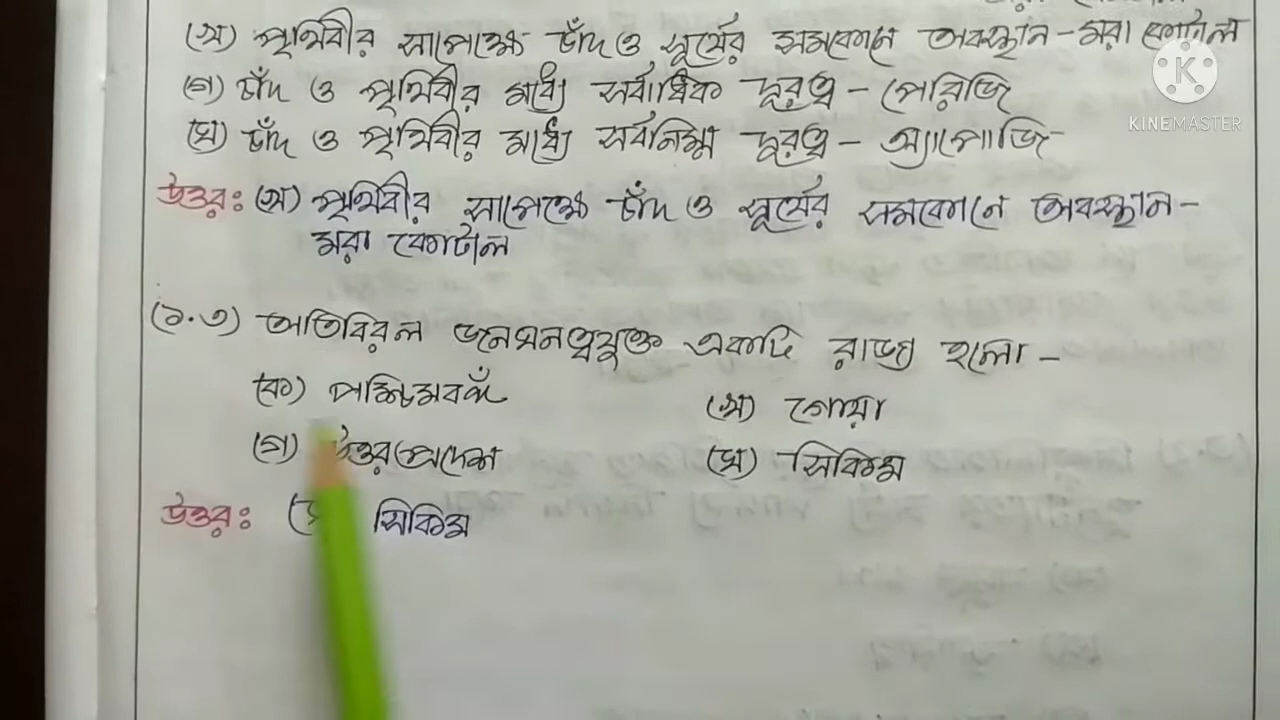 (খ) পৃথিবীর সাপেক্ষে চাঁদ ও সূর্যের সমকোনে অবস্থান - মরা কোটাল
(গ) চাঁদ ও পৃথিবীর মধ্যে সর্বাধিক দূরত্ব - পেরিজি
(ঘ) চাঁদ ও পৃথিবীর মধ্যে সর্বনিম্ন দূরত্ব - অ্যাপোজি
উত্তরঃ (খ) পৃথিবীর সাপেক্ষে চাঁদ ও সূর্যের সমকোনে অবস্থান -
মরা কোটাল
(১.৩) অতিবিরল জনঘনত্বযুক্ত একটি রাজ্য হলো -
(ক) পশ্চিমবঙ্গ (খ) গোয়া
(গ) উত্তরপ্রদেশ (ঘ) সিকিম
উত্তরঃ সিকিম
KINEMASTER